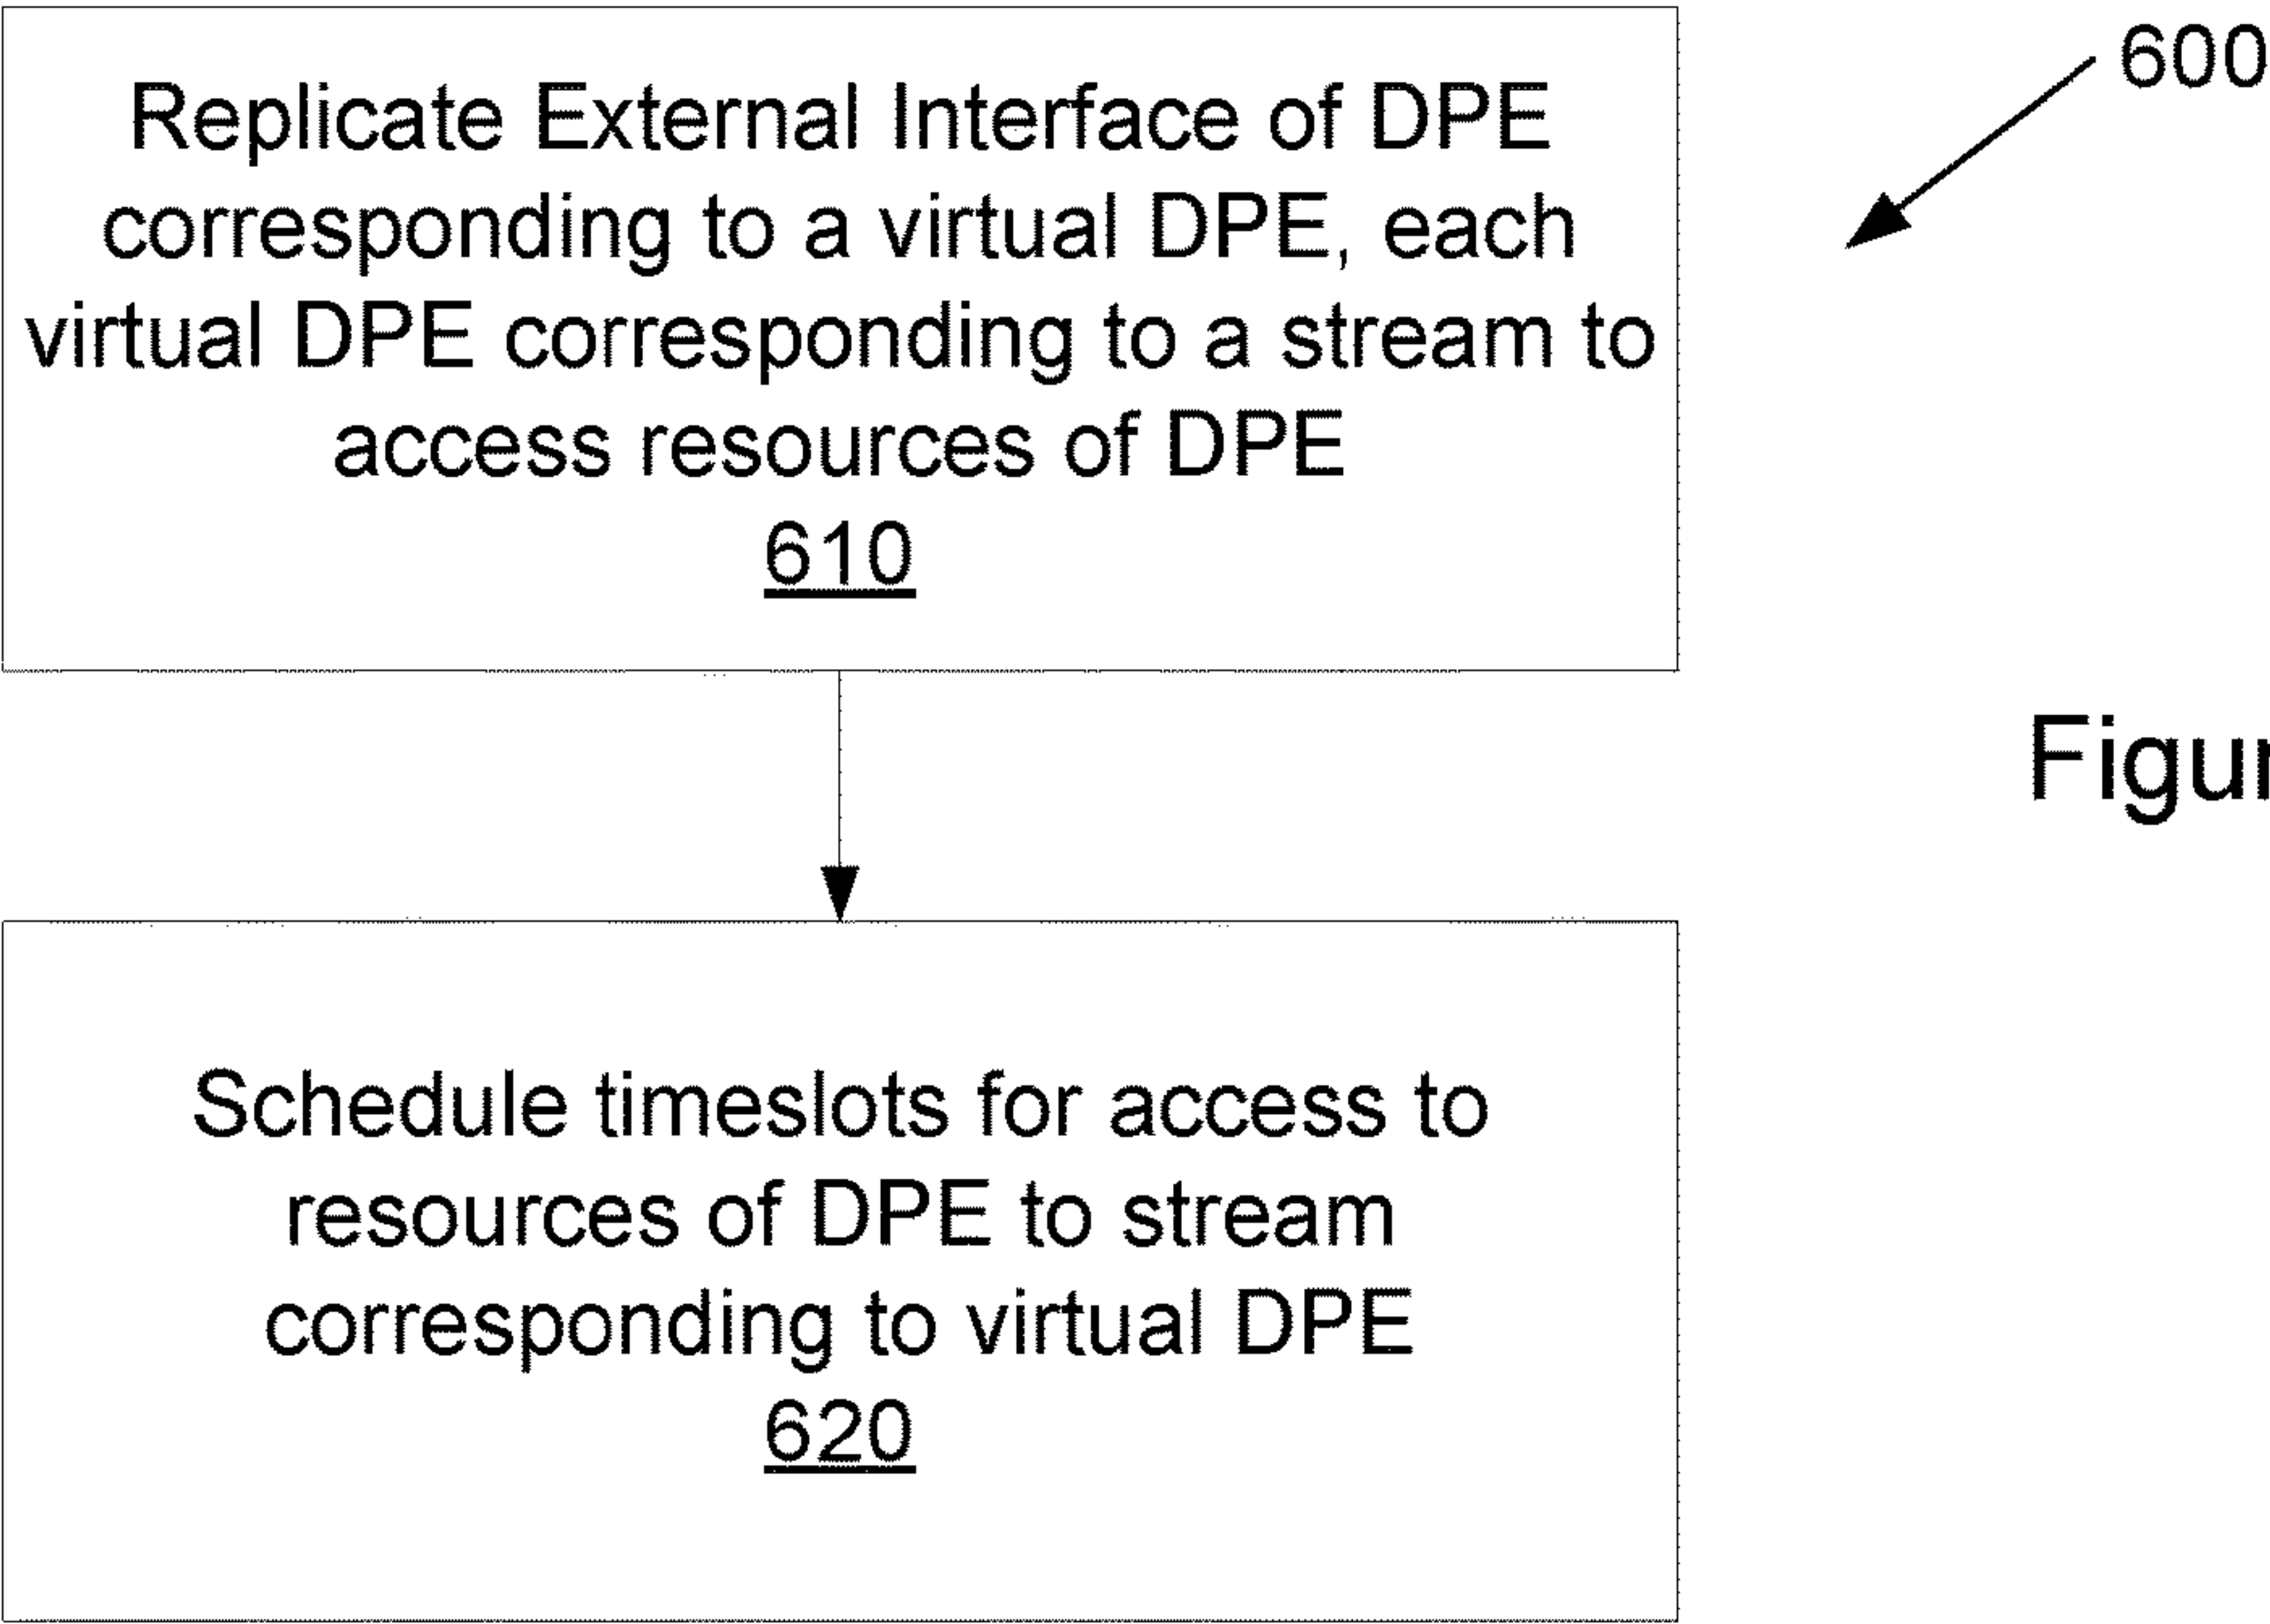 Replicate External Interface of DPE
corresponding to a virtual DPE, each
virtual DPE corresponding to a stream to
access resources of DPE
610
600
Schedule timeslots for access to
resources of DPE to stream
corresponding to virtual DPE
620